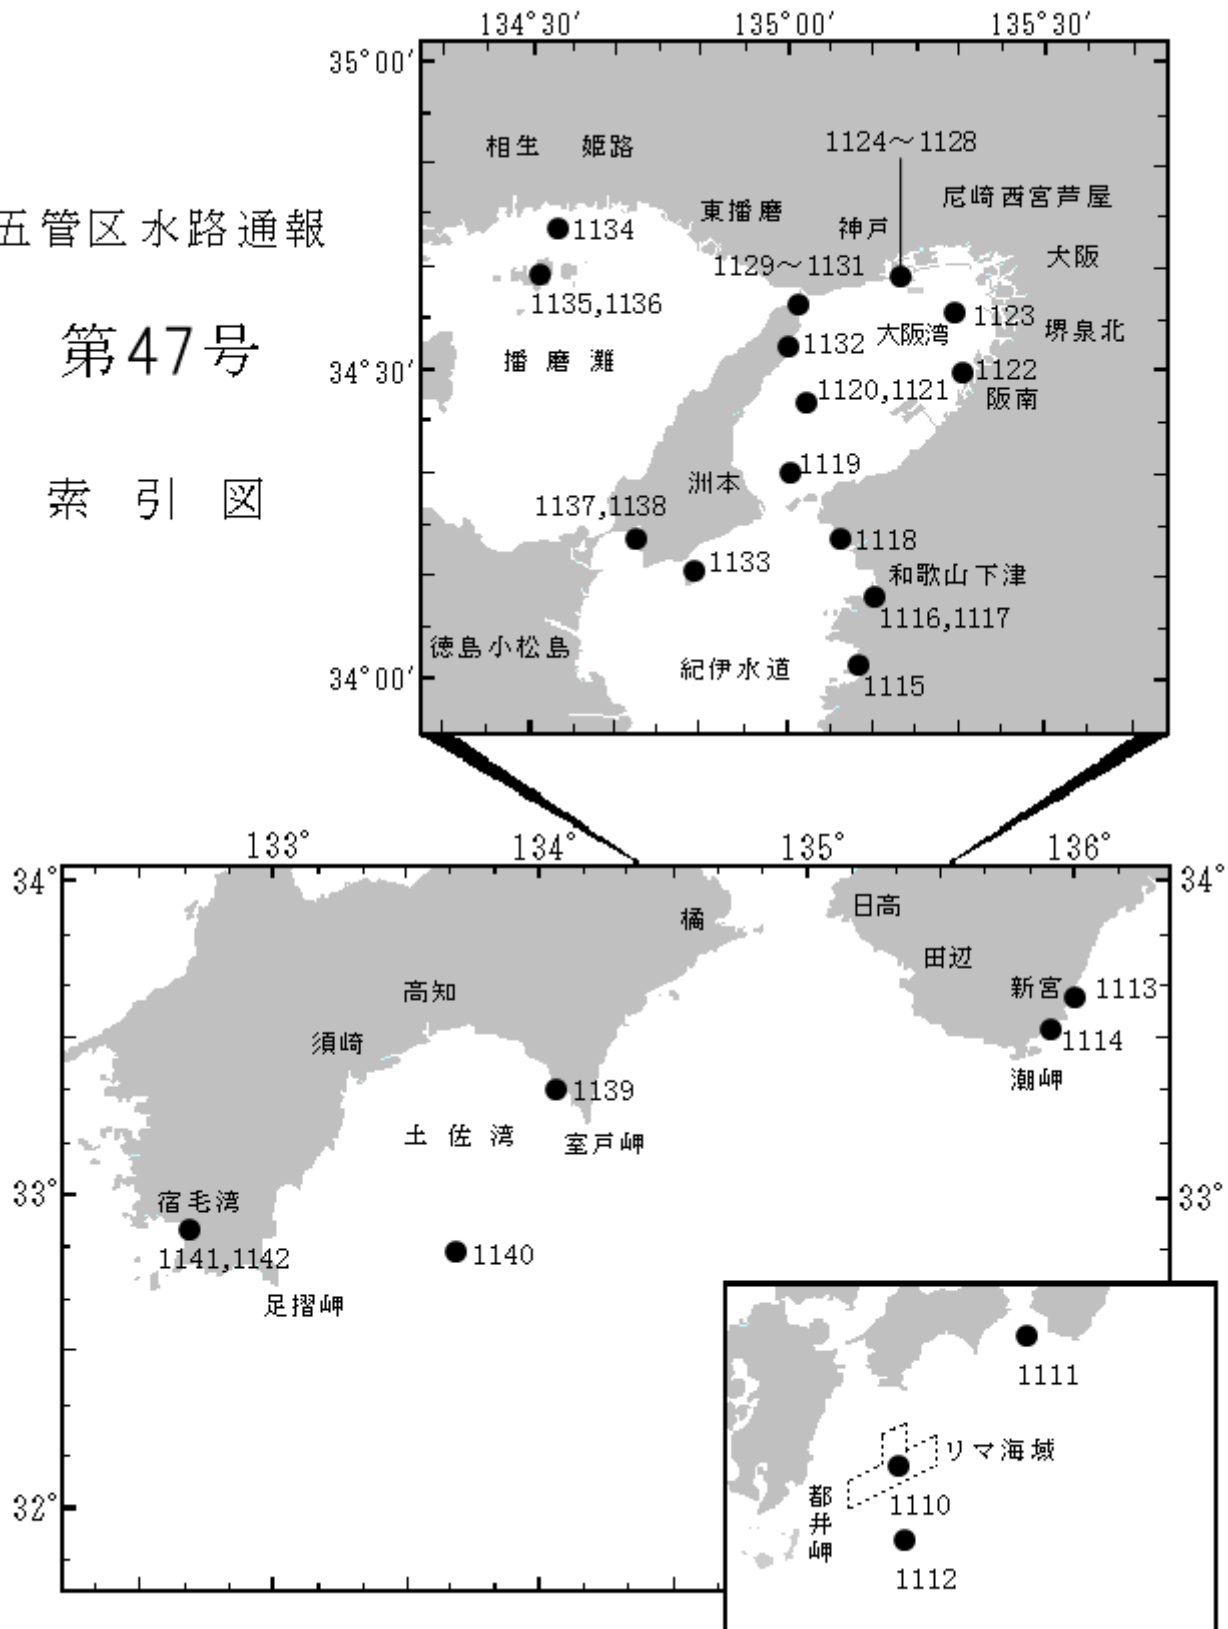 134°30′ 135°00′ 135°30′
35°00′
相生 姫路
1124～1128
尼崎西宮芦屋
東播磨
神戸
五管区水路通報
1134
大阪
1129～1131
1135,1136
1123
第47号
大阪湾
堺泉北
1132
播磨灘
34°30′
1122
1120,1121
阪南
1119
洲本
索引図
1137,1138
1118
1133
和歌山下津
1116,1117
徳島小松島
紀伊水道
34°00′
1115
133° 134° 135° 136°
34° 34°
日高
橘
田辺
高知
新宮 1113
須崎
1114
潮岬
1139
土佐湾
室戸岬
33° 33°
宿毛湾
1141,1142
1140
足摺岬
1111
リマ海域
32°
1110
都井岬
1112